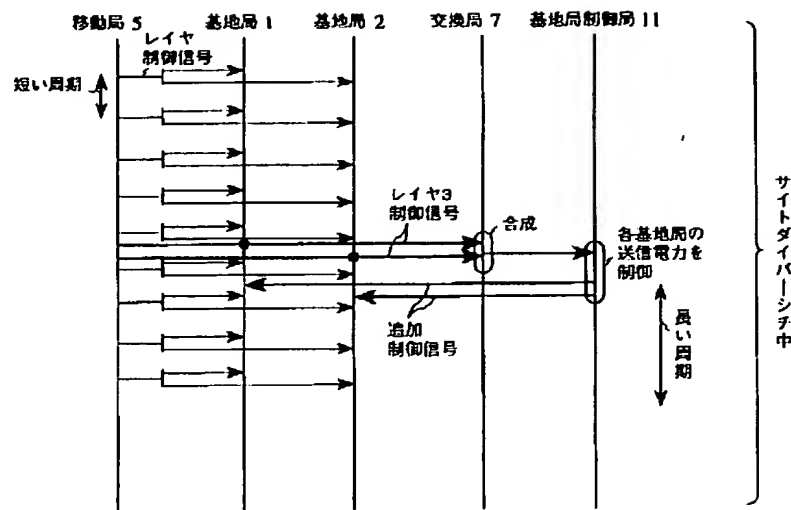 移動局 5
基地局 1
基地局 2
交換局 7
基地局制御局 11
レイヤ
制御信号
短い周期
レイヤ3
制御信号
合成
各基地局の
送信電力を
制御
追加
制御信号
長い周期
サイトダイバーシチ中